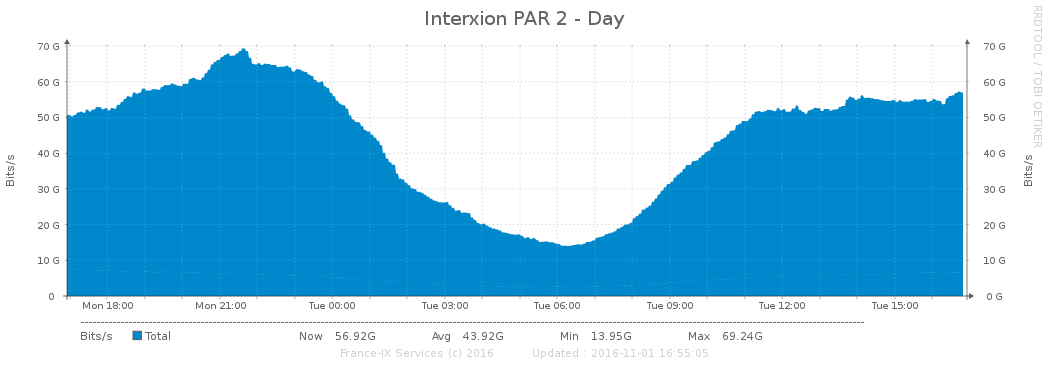 Interxion PAR 2 - Day
RRDTOOL / TOBI OETIKER
Bits/s
70 G
60 G
50 G
40 G
30 G
20 G
10 G
0
70 G
60 G
50 G
40 G
30 G
20 G
10 G
0 G
Bits/s
Mon 18:00 Mon 21:00 Tue 00:00 Tue 03:00 Tue 06:00 Tue 09:00 Tue 12:00 Tue 15:00
Bits/s Total Now 56.92G Avg 43.92G Min 13.95G Max 69.24G
France-IX Services (c) 2016 Updated : 2016-11-01 16:55:05